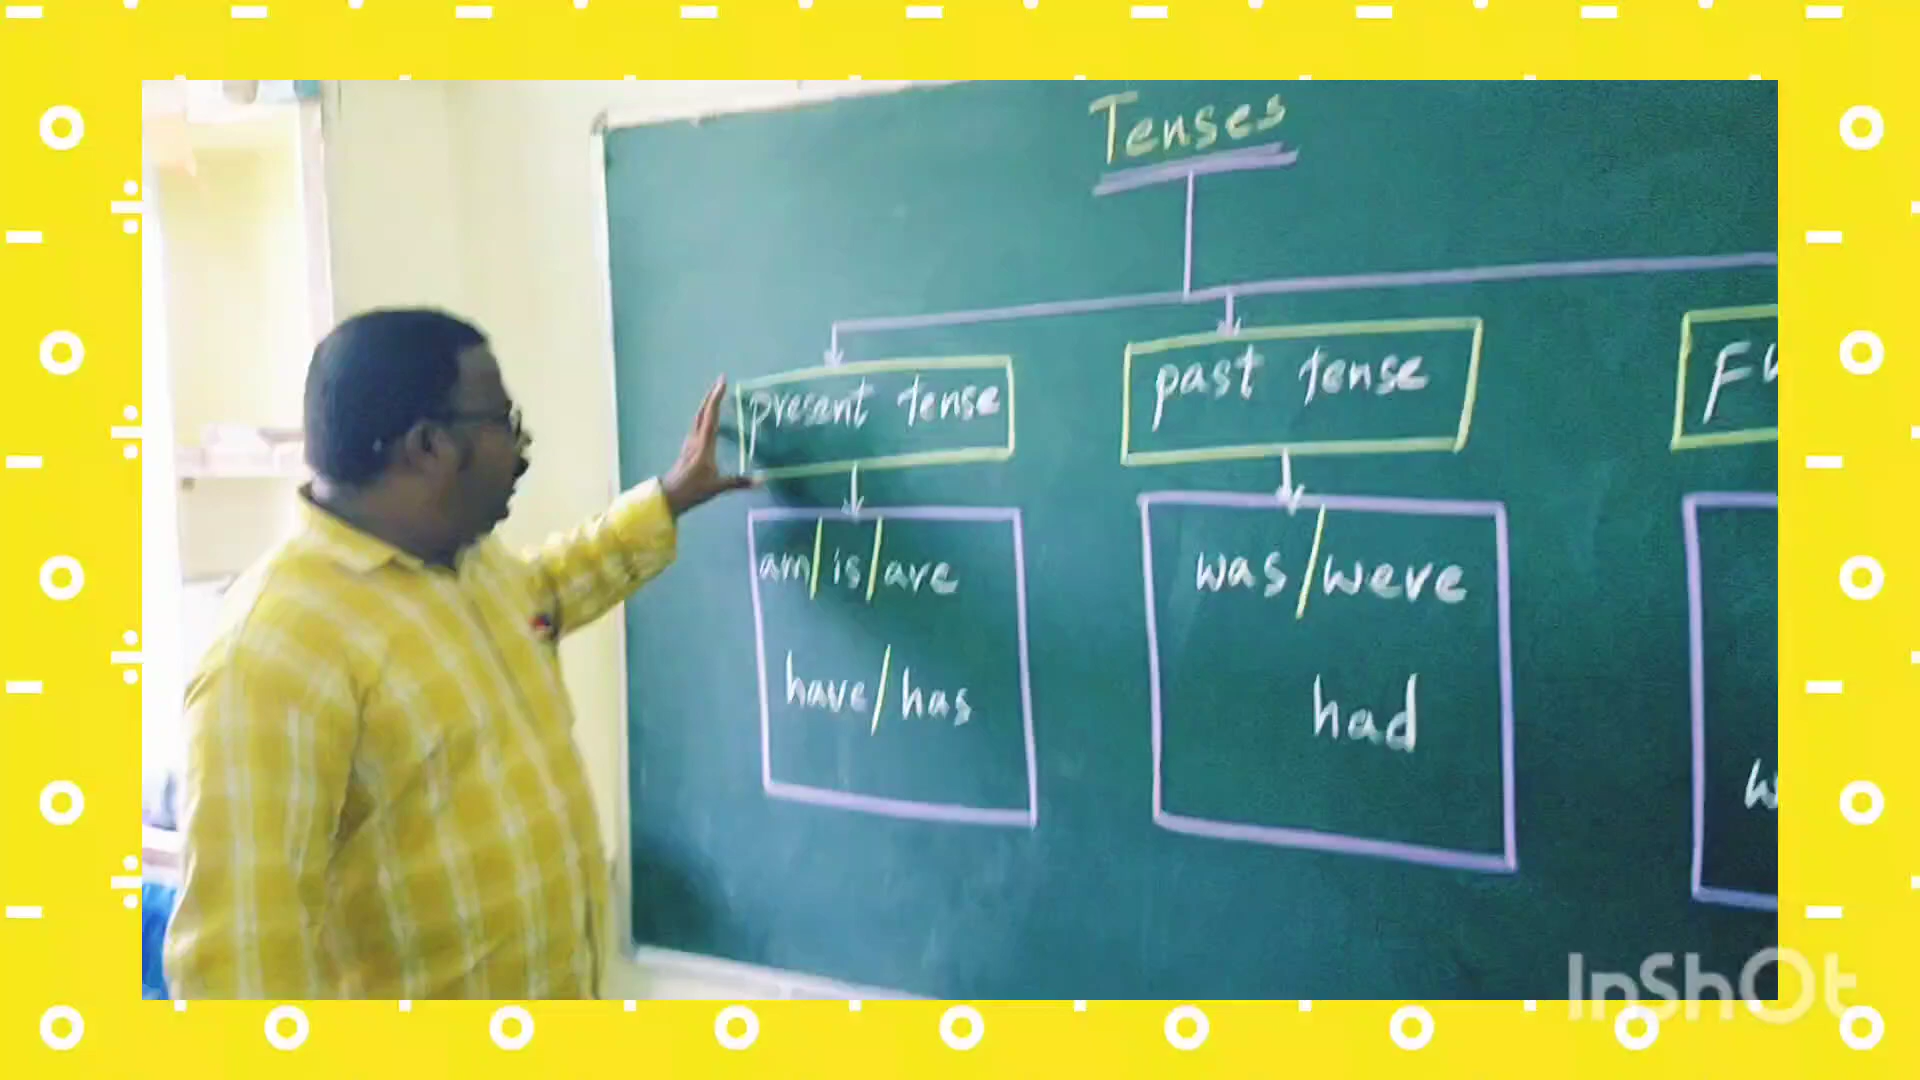 Tenses
present tense
past tense
am/is/are
was/were
have/has
had
InShOt